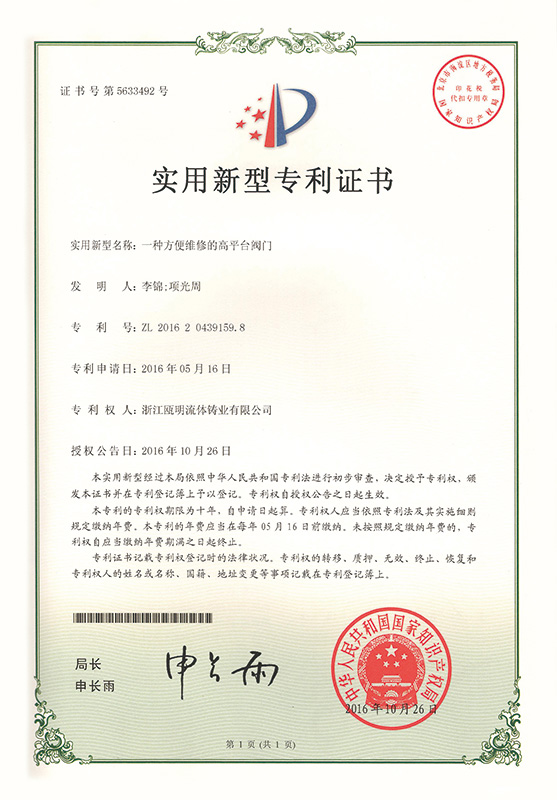 证书号第5633492号
北京市海淀区地方税务局
印花税
代扣专用章
国家知识产权局
实用新型专利证书
实用新型名称：一种方便维修的高平台阀门
发明人：李锦;项光周
专利号：ZL 2016 2 0439159.8
专利申请日：2016年05月16日
专利权人：浙江瓯明流体铸业有限公司
授权公告日：2016年10月26日
本实用新型经过本局依照中华人民共和国专利法进行初步审查，决定授予专利权，颁
发本证书并在专利登记簿上予以登记。专利权自授权公告之日起生效。
本专利的专利权期限为十年，自申请日起算。专利权人应当依照专利法及其实施细则
规定缴纳年费。本专利的年费应当在每年05月16日前缴纳。未按照规定缴纳年费的，专
利权自应当缴纳年费期满之日起终止。
专利证书记载专利权登记时的法律状况。专利权的转移、质押、无效、终止、恢复和
专利权人的姓名或名称、国籍、地址变更等事项记载在专利登记簿上。
局长
申长雨
申长雨
中华人民共和国国家知识产权局
2016年10月26日
第1页(共1页)